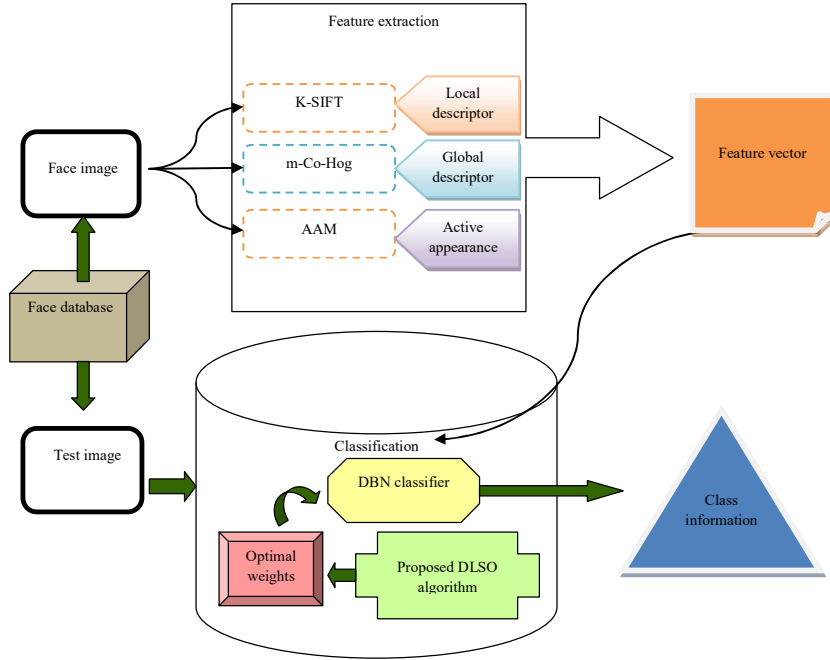 Feature extraction
K-SIFT
Local
descriptor
Face image
m-Co-Hog
Global
descriptor
Feature vector
AAM
Active
appearance
Face database
Test image
Classification
DBN classifier
Class
information
Optimal
weights
Proposed DLSO
algorithm